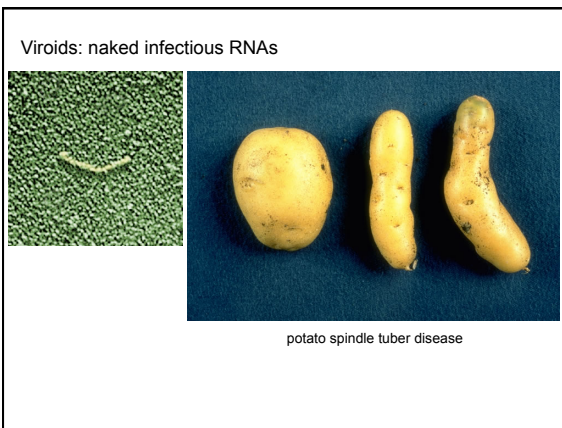 Viroids: naked infectious RNAs
potato spindle tuber disease